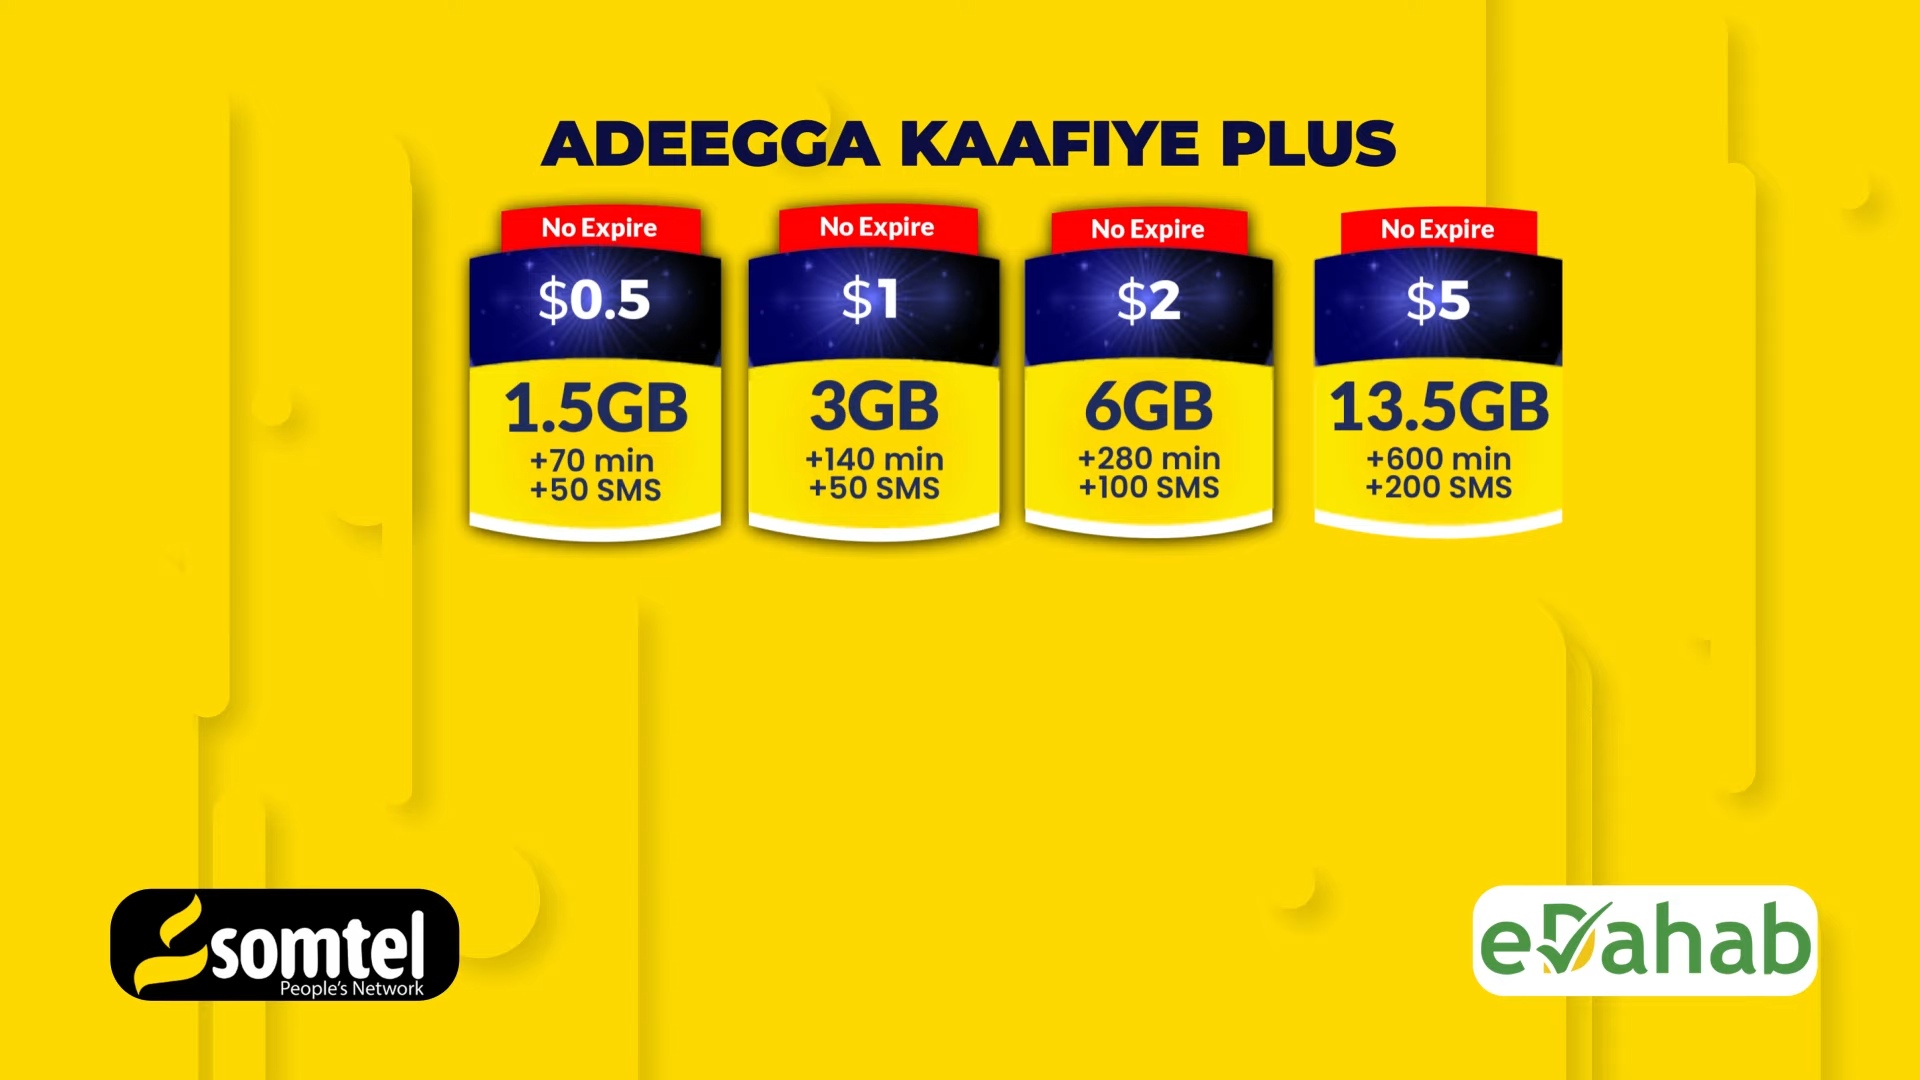 ADEEGGA KAAFIYE PLUS
No Expire
$0.5
1.5GB
+70 min
+50 SMS
No Expire
$1
3GB
+140 min
+50 SMS
No Expire
$2
6GB
+280 min
+100 SMS
No Expire
$5
13.5GB
+600 min
+200 SMS
somtel
People's Network
eDahab